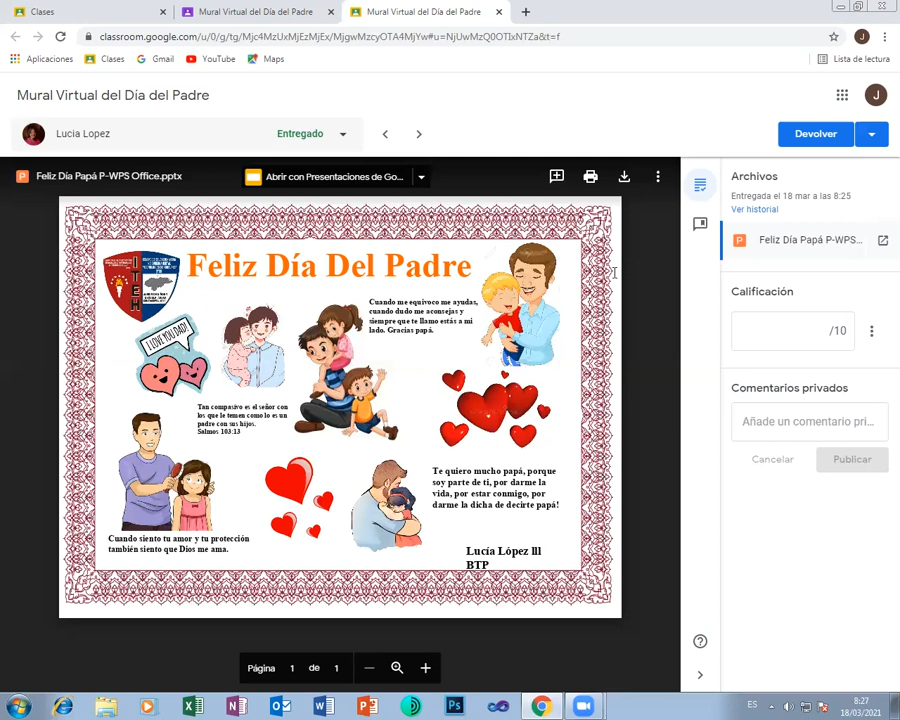 Clases
Mural Virtual del Día del Padre
Mural Virtual del Día del Padre
classroom.google.com/u/0/g/tg/Mjc4MzUxMjEzMjEx/MjgwMzcyOTA4MjYw#u=NjUwMzQ0OTIxNTZa&t=f
J
Aplicaciones
Clases
Gmail
YouTube
Maps
Lista de lectura
Mural Virtual del Día del Padre
J
Lucia Lopez
Entregado
Devolver
Feliz Día Papá P-WPS Office.pptx
Abrir con Presentaciones de Go...
Archivos
Entregada el 18 mar a las 8:25
Ver historial
Feliz Día Papá P-WPS...
Calificación
/10
Comentarios privados
Añade un comentario pri...
Cancelar
Publicar
Feliz Día Del Padre
ITEH
I LOVE YOU DAD!
Cuando me equivoco me ayudas,
cuando dudo me aconsejas y
siempre que te llamo estás a mi
lado. Gracias papá.
Tan compasivo es el señor con
los que le temen como lo es un
padre con sus hijos.
Salmos 103:13
Te quiero mucho papá, porque
soy parte de ti, por darme la
vida, por estar conmigo, por
darme la dicha de decirte papá!
Cuando siento tu amor y tu protección
también siento que Dios me ama.
Lucía López lll
BTP
Página 1 de 1
ES
8:27
18/03/2021